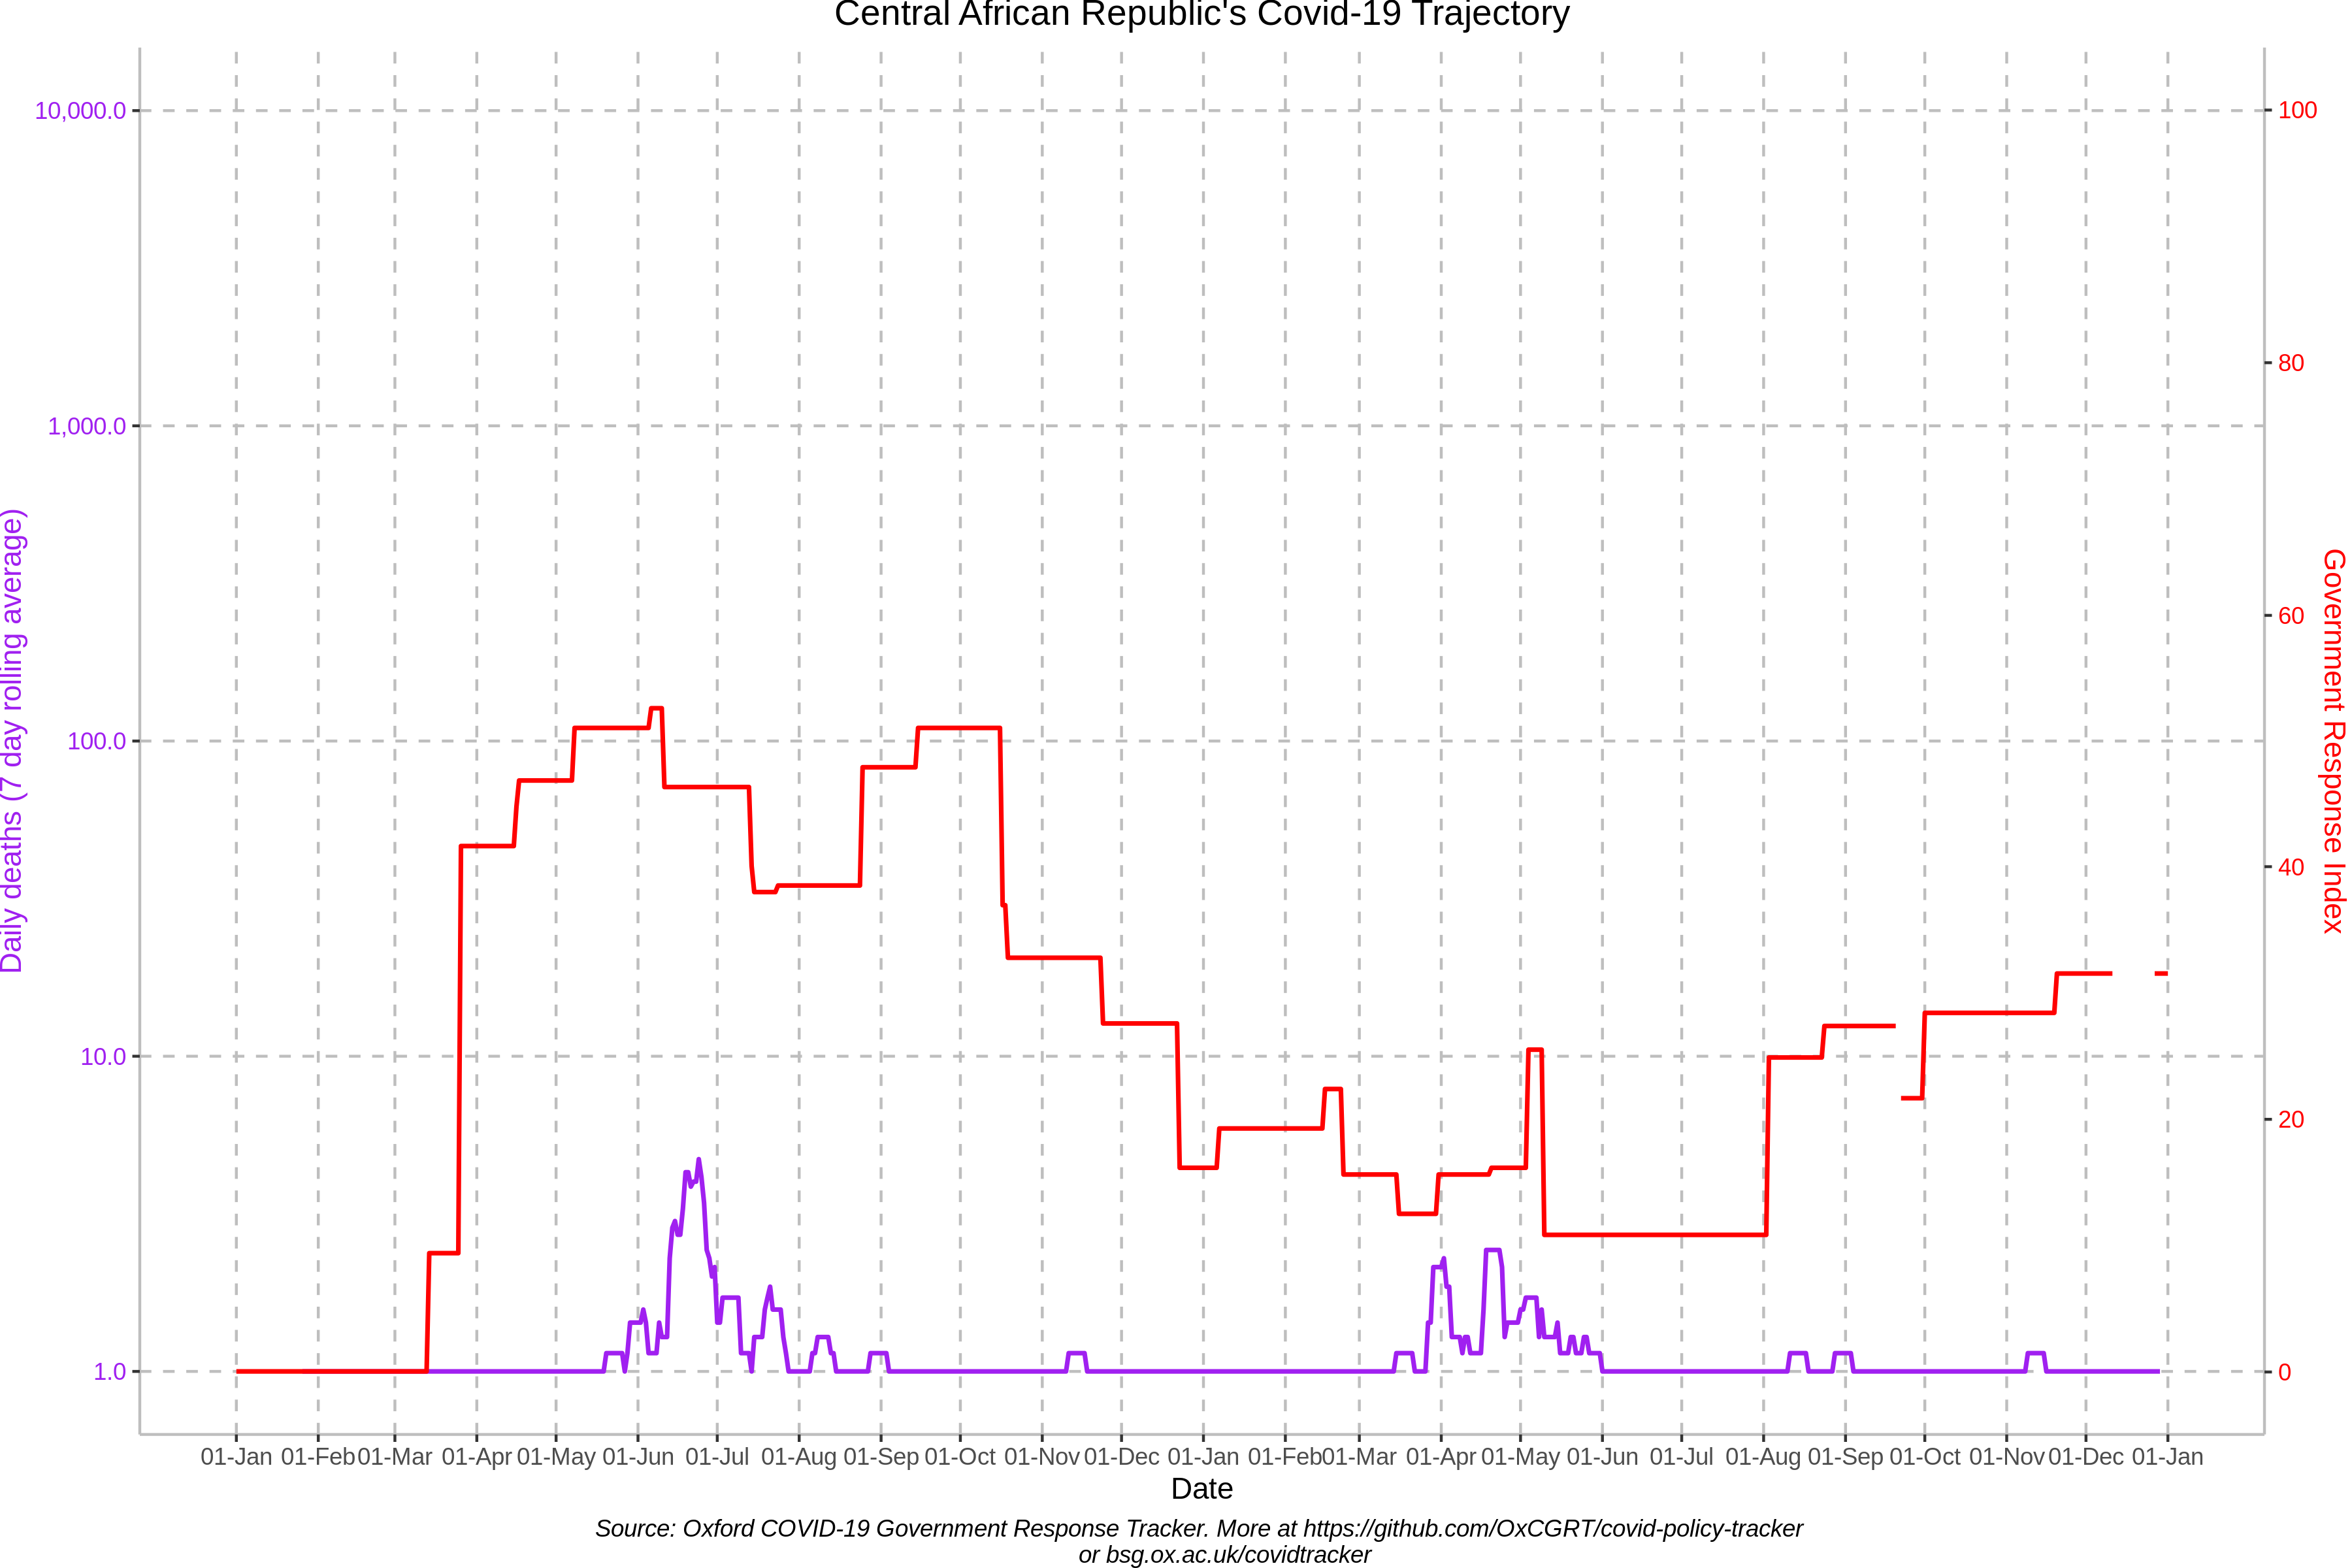 Central African Republic's Covid-19 Trajectory
10,000.0
1,000.0
100.0
10.0
1.0
Daily deaths (7 day rolling average)
100
80
60
40
20
0
Government Response Index
01-Jan 01-Feb 01-Mar 01-Apr 01-May 01-Jun 01-Jul 01-Aug 01-Sep 01-Oct 01-Nov 01-Dec 01-Jan 01-Feb 01-Mar 01-Apr 01-May 01-Jun 01-Jul 01-Aug 01-Sep 01-Oct 01-Nov 01-Dec 01-Jan
Date
Source: Oxford COVID-19 Government Response Tracker. More at https://github.com/OxCGRT/covid-policy-tracker
or bsg.ox.ac.uk/covidtracker